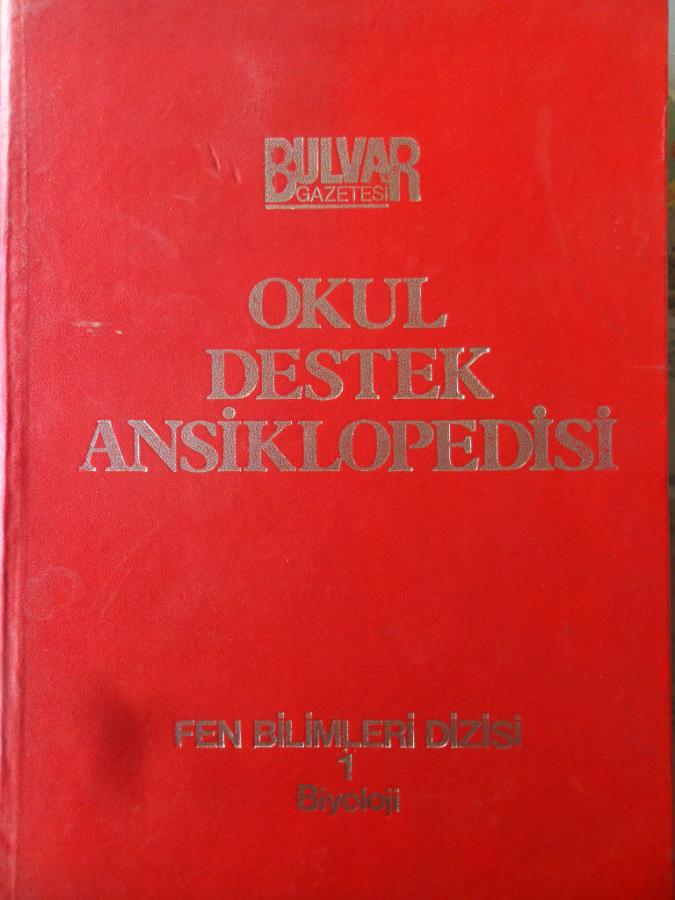 BULVAR
GAZETESİ
OKUL
DESTEK
ANSİKLOPEDİSİ
FEN BİLİMLERİ DİZİSİ
1
Biyoloji